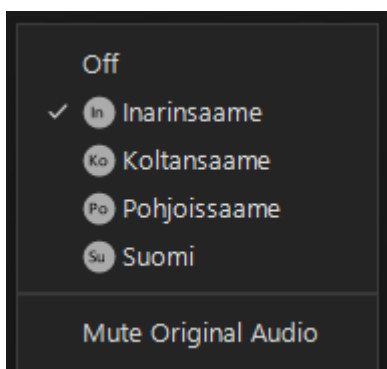 Off
In Inarinsaame
Ko Koltansaame
Po Pohjoissaame
Su Suomi
Mute Original Audio